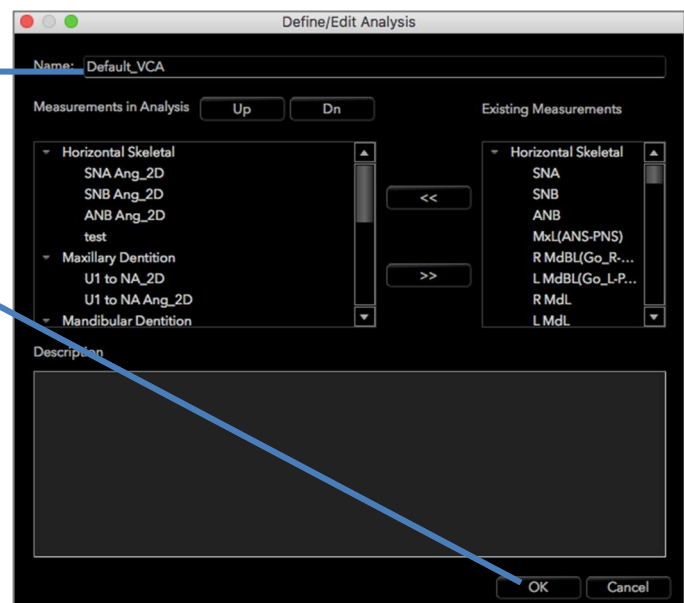 Define/Edit Analysis
Name: Default_VCA
Measurements in Analysis Up Dn
Horizontal Skeletal
SNA Ang_2D
SNB Ang_2D
ANB Ang_2D
test
Maxillary Dentition
U1 to NA_2D
U1 to NA Ang_2D
Mandibular Dentition
<<
>>
Existing Measurements
Horizontal Skeletal
SNA
SNB
ANB
MxL(ANS-PNS)
R MdBL(Go_R-...
L MdBL(Go_L-P...
R MdL
L MdL
Description
OK Cancel